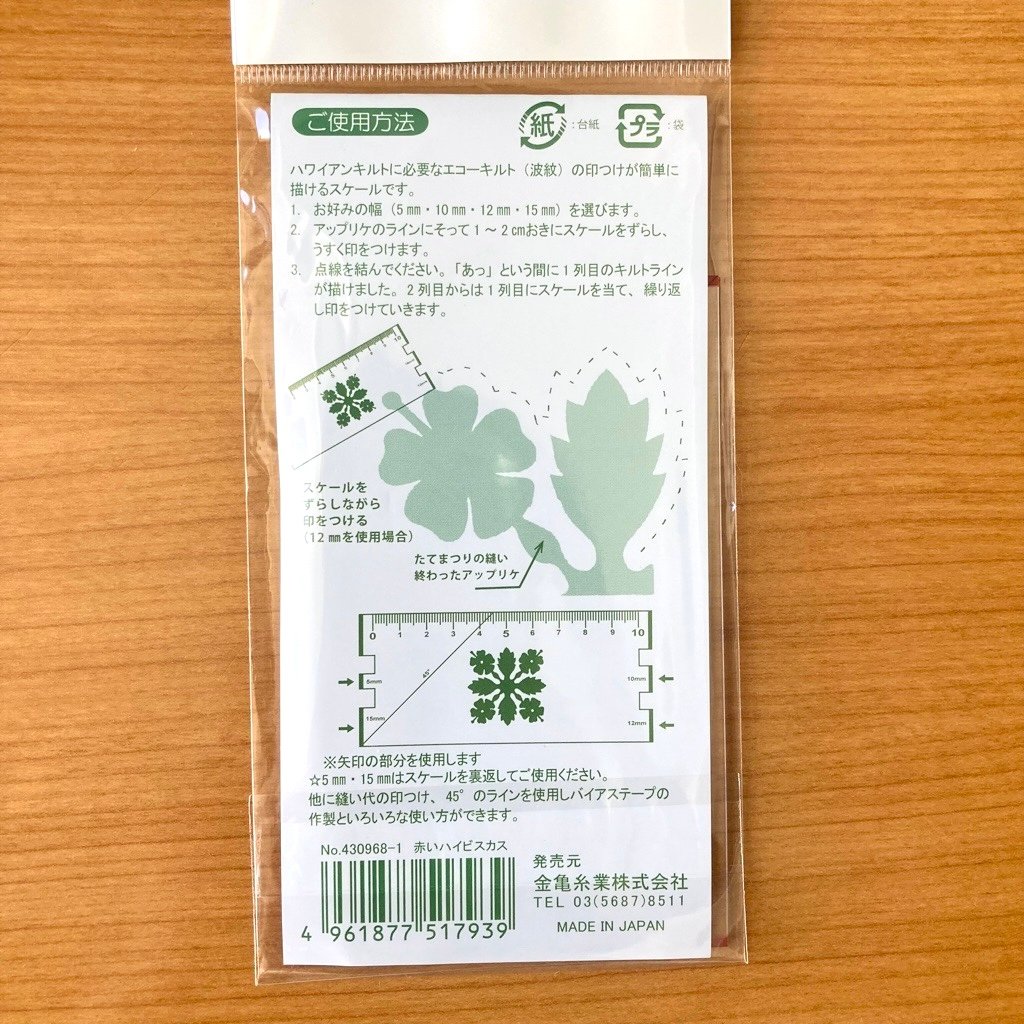 ご使用方法
紙 :台紙 プラ :袋
ハワイアンキルトに必要なエコーキルト（波紋）の印つけが簡単に
描けるスケールです。
1. お好みの幅（5㎜・10㎜・12㎜・15㎜）を選びます。
2. アップリケのラインにそって1～2㎝おきにスケールをずらし、
うすく印をつけます。
3. 点線を結んでください。「あっ」という間に1列目のキルトライン
が描けました。2列目からは1列目にスケールを当て、繰り返
し印をつけていきます。
スケールを
ずらしながら
印をつける
（12㎜を使用場合）
たてまつりの縫い
終わったアップリケ
0 1 2 3 4 5 6 7 8 9 10
45°
5mm
10mm
15mm
12mm
※矢印の部分を使用します
☆5㎜・15㎜はスケールを裏返してご使用ください。
他に縫い代の印つけ、45°のラインを使用しバイアステープの
作製といろいろな使い方ができます。
No.430968-1 赤いハイビスカス
4 961877 517939
発売元
金亀糸業株式会社
TEL 03(5687)8511
MADE IN JAPAN